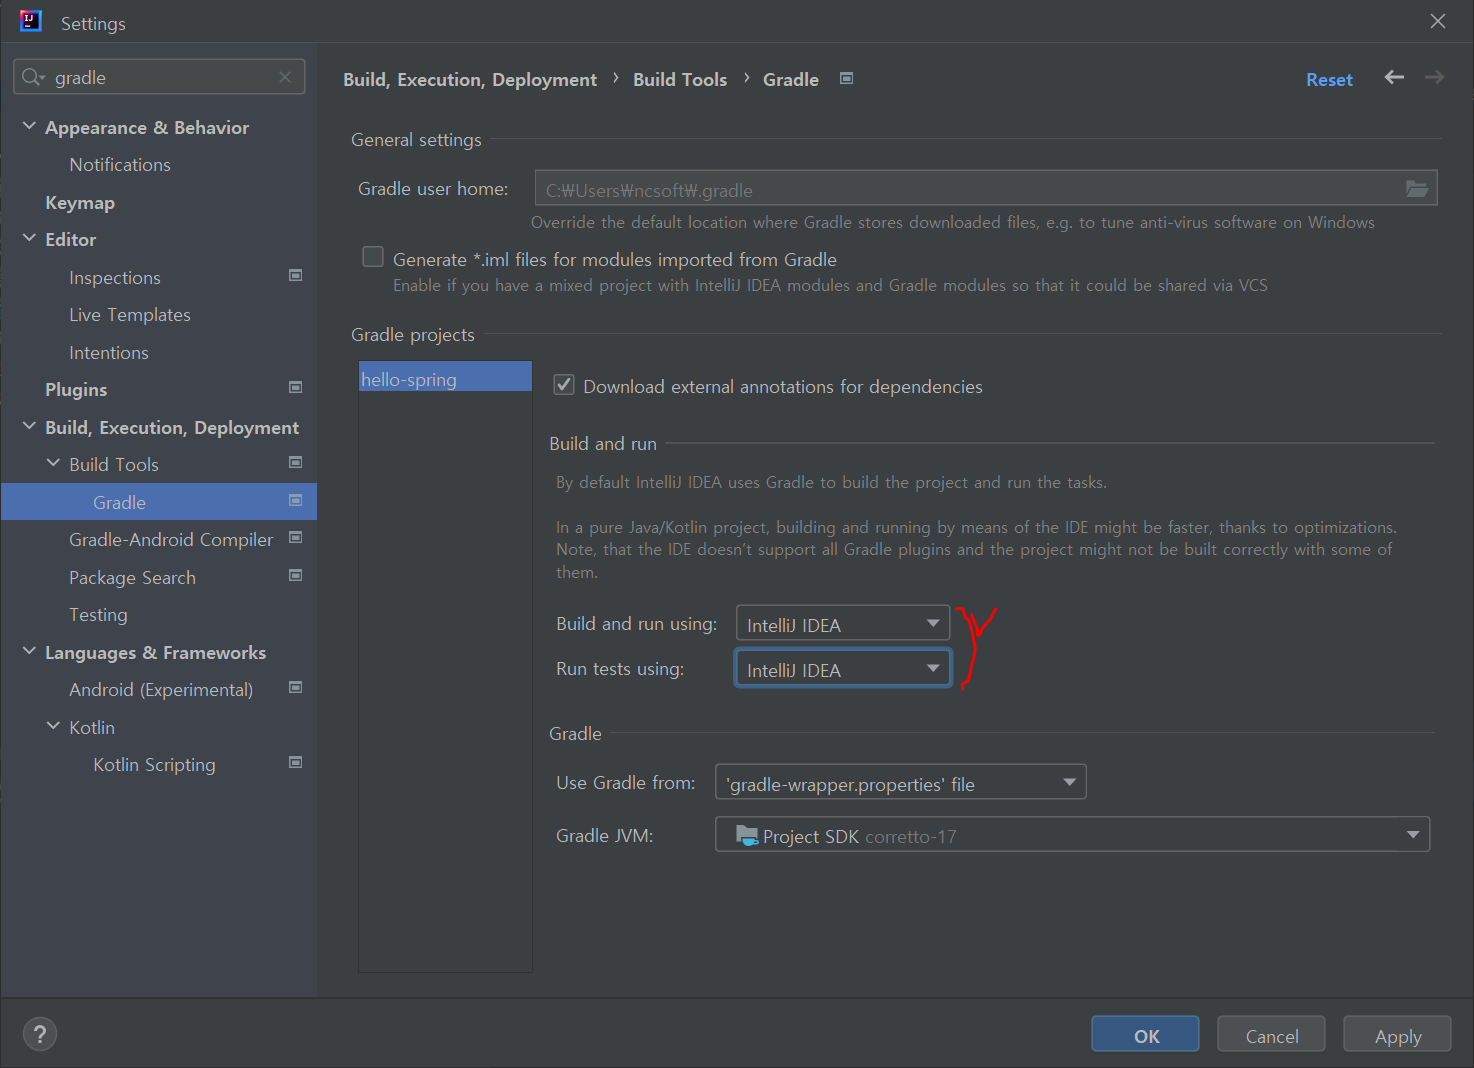 Settings
gradle
Appearance & Behavior
Notifications
Keymap
Editor
Inspections
Live Templates
Intentions
Plugins
Build, Execution, Deployment
Build Tools
Gradle
Gradle-Android Compiler
Package Search
Testing
Languages & Frameworks
Android (Experimental)
Kotlin
Kotlin Scripting
Build, Execution, Deployment › Build Tools › Gradle
Reset
General settings
Gradle user home: C:₩Users₩ncsoft₩.gradle
Override the default location where Gradle stores downloaded files, e.g. to tune anti-virus software on Windows
Generate *.iml files for modules imported from Gradle
Enable if you have a mixed project with IntelliJ IDEA modules and Gradle modules so that it could be shared via VCS
Gradle projects
hello-spring
Download external annotations for dependencies
Build and run
By default IntelliJ IDEA uses Gradle to build the project and run the tasks.
In a pure Java/Kotlin project, building and running by means of the IDE might be faster, thanks to optimizations.
Note, that the IDE doesn't support all Gradle plugins and the project might not be built correctly with some of
them.
Build and run using: IntelliJ IDEA
Run tests using: IntelliJ IDEA
Gradle
Use Gradle from: 'gradle-wrapper.properties' file
Gradle JVM: Project SDK corretto-17
?
OK
Cancel
Apply